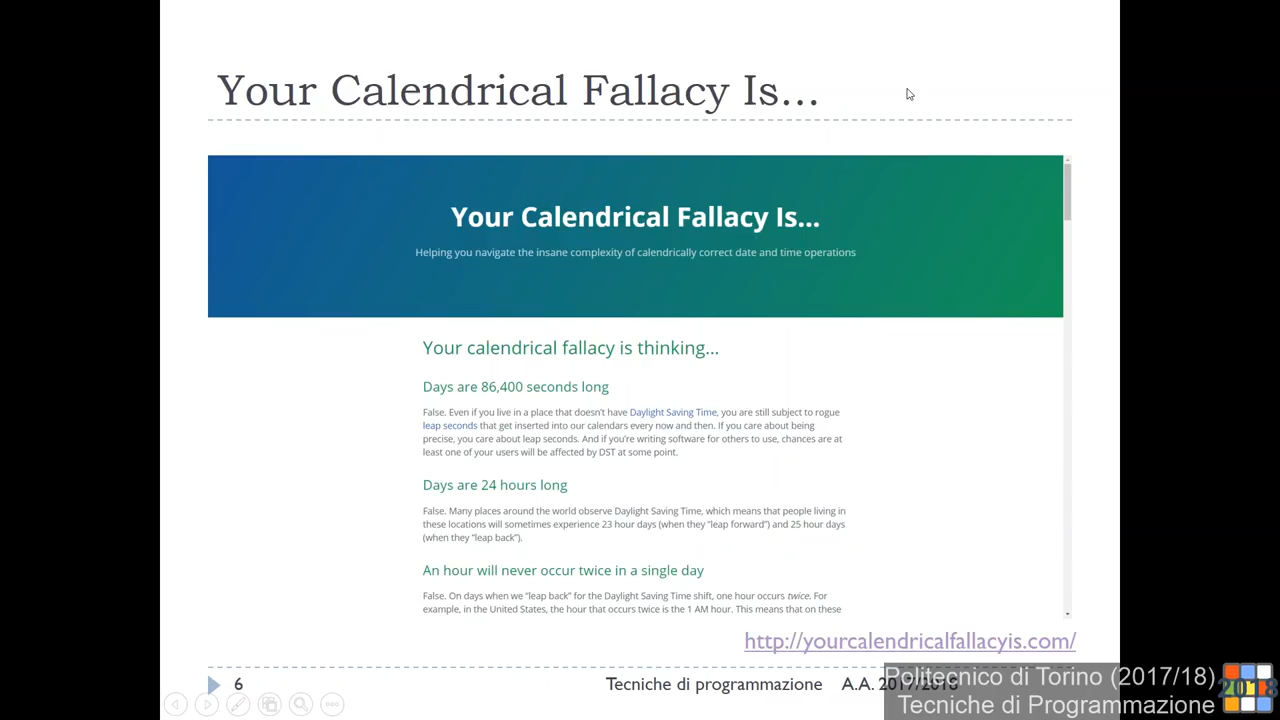 Your Calendrical Fallacy Is...
Your Calendrical Fallacy Is...
Helping you navigate the insane complexity of calendrically correct date and time operations
Your calendrical fallacy is thinking...
Days are 86,400 seconds long
False. Even if you live in a place that doesn't have Daylight Saving Time, you are still subject to rogue
leap seconds that get inserted into our calendars every now and then. If you care about being
precise, you care about leap seconds. And if you're writing software for others to use, chances are at
least one of your users will be affected by DST at some point.
Days are 24 hours long
False. Many places around the world observe Daylight Saving Time, which means that people living in
these locations will sometimes experience 23 hour days (when they "leap forward") and 25 hour days
(when they "leap back").
An hour will never occur twice in a single day
False. On days when we "leap back" for the Daylight Saving Time shift, one hour occurs twice. For
example, in the United States, the hour that occurs twice is the 1 AM hour. This means that on these
http://yourcalendricalfallacyis.com/
6
Tecniche di programmazione A.A. 2017/2018
Politecnico di Torino (2017/18)
Tecniche di Programmazione
2018